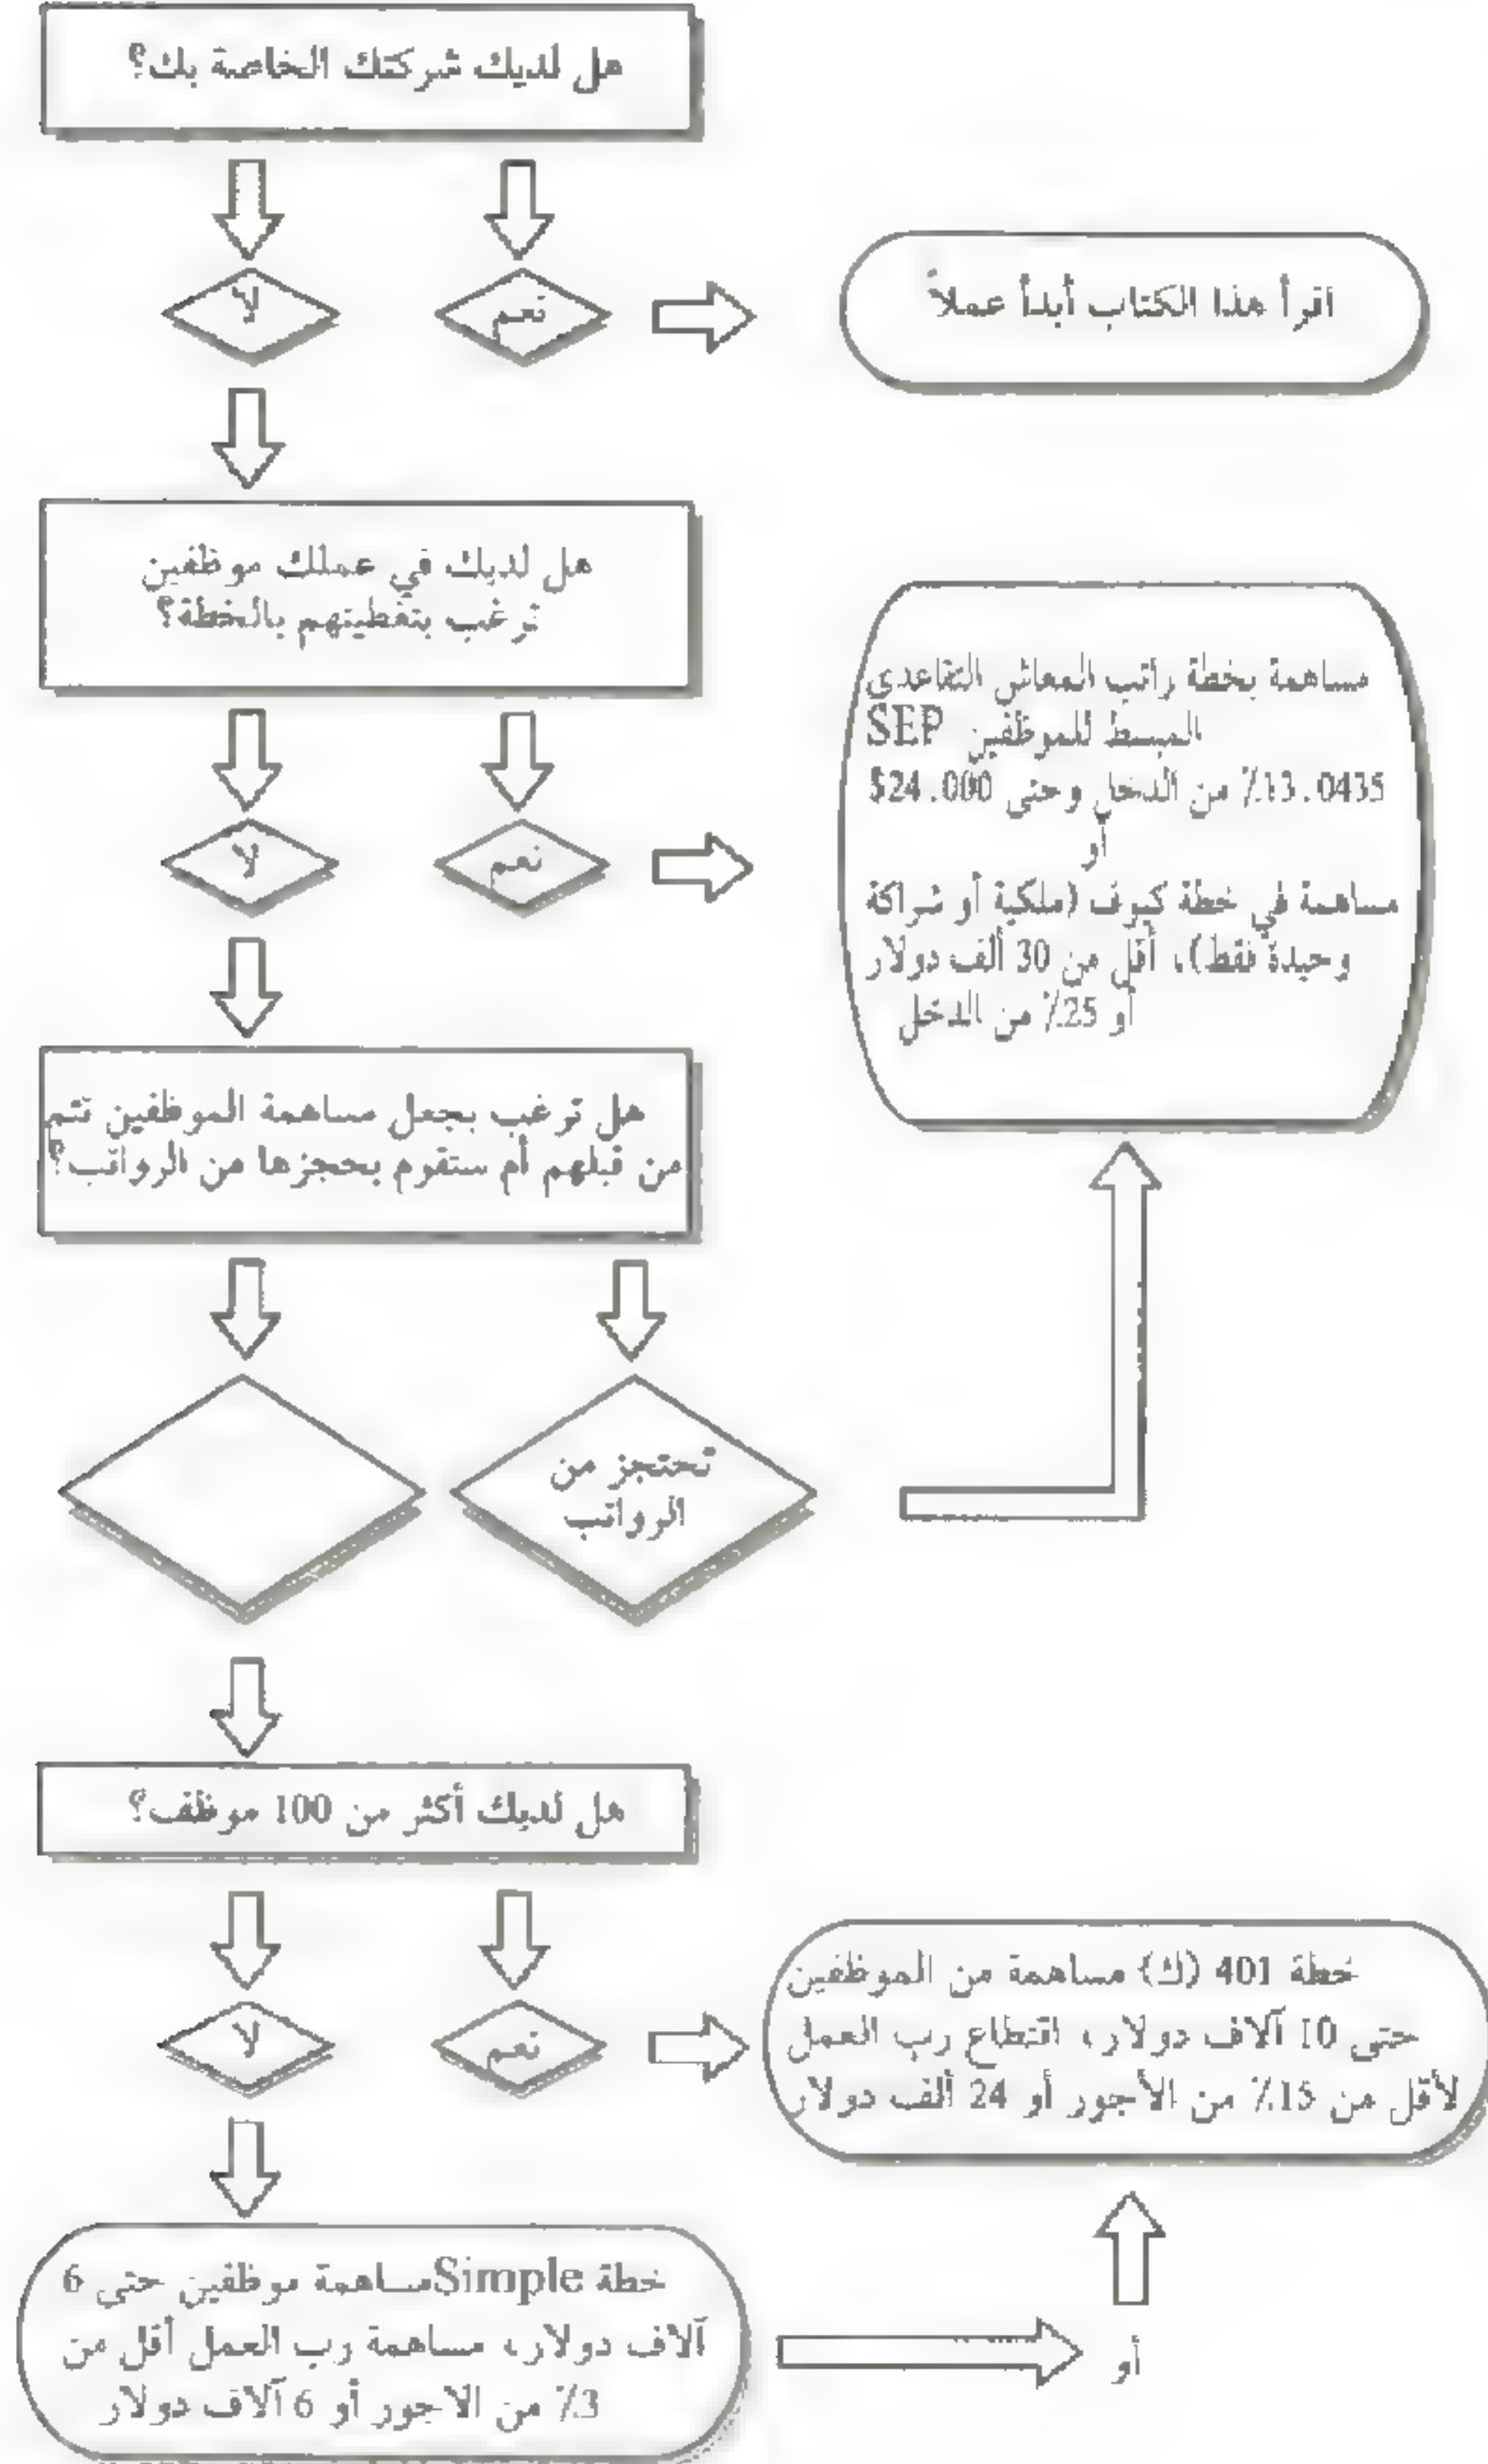 هل لديك شركتك الخاصة بك؟
لا
نعم
اقرأ هذا الكتاب أبدأ عملاً
هل لديك في عملك موظفين
ترغب بتغطيتهم بالخطة؟
لا
نعم
مساهمة بخطة راتب المعاش التقاعدي
المبسط للموظفين SEP
13.0435٪ من الدخل وحتى 24.000$
أو
مساهمة في خطة كيوف (ملكية أو شراكة
وحيدة فقط)، أقل من 30 ألف دولار
أو 25٪ من الدخل
هل ترغب بجعل مساهمة الموظفين تتم
من قبلهم أم ستقوم بحجزها من الرواتب؟
تحتجز من
الرواتب
هل لديك أكثر من 100 موظف؟
لا
نعم
خطة 401 (ك) مساهمة من الموظفين
حتى 10 آلاف دولار، اقتطاع رب العمل
لأقل من 15٪ من الأجور أو 24 ألف دولار
خطة Simple مساهمة موظفين حتى 6
آلاف دولار، مساهمة رب العمل أقل من
3٪ من الاجور أو 6 آلاف دولار
أو